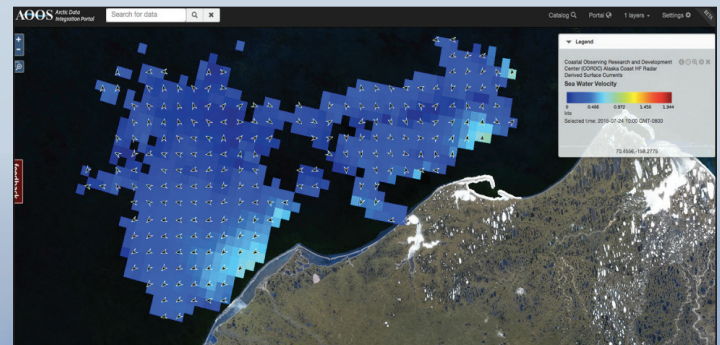 AOOS Arctic Data
Integration Portal
Search for data
Catalog
Portal
1 layers
Settings
BETA
+
-
feedback
Legend
Coastal Observing Research and Development
Center (CORDC) Alaska Coast HF Radar
Derived Surface Currents
Sea Water Velocity
0 0.486 0.972 1.458 1.944
kts
Selected time: 2015-07-24 10:00 GMT-0800